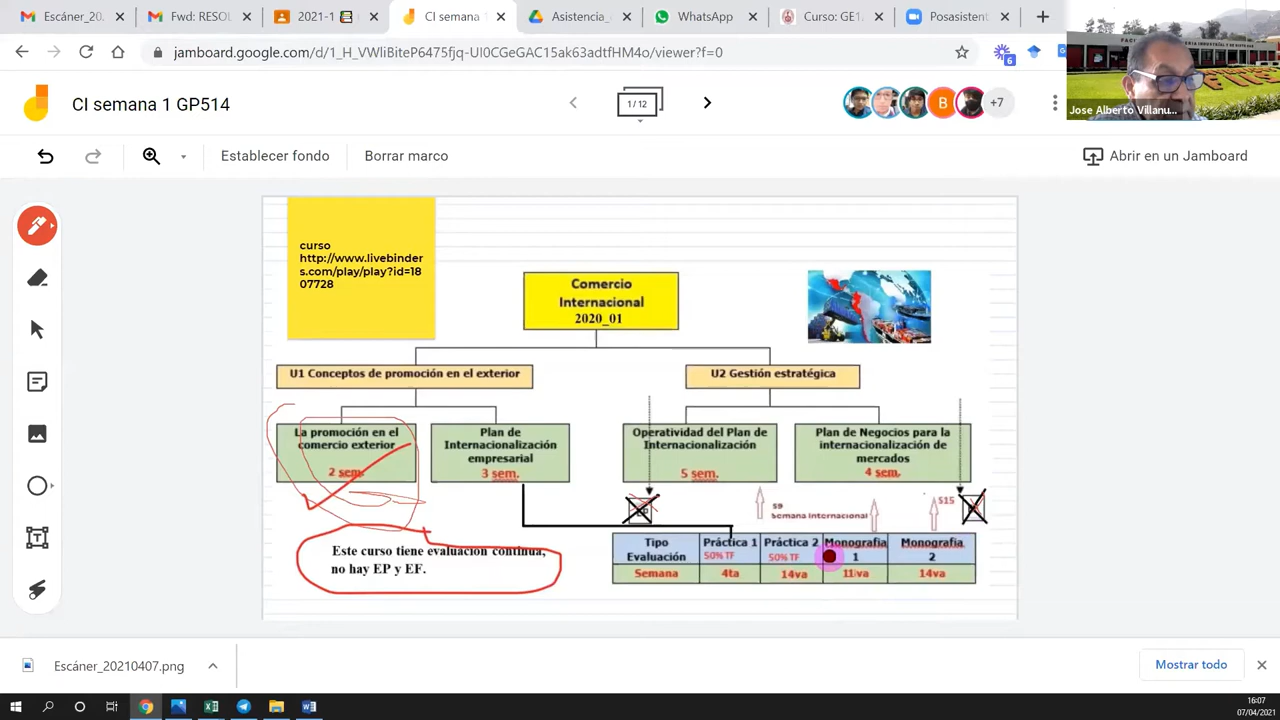 Escáner_20
Fwd: RESOL
2021-1
CI semana 1
Asistencia_
WhatsApp
Curso: GE1
Posasistent
jamboard.google.com/d/1_H_VWliBiteP6475fjq-UI0CGeGAC15ak63adtfHM4o/viewer?f=0
6
Jose Alberto Villanu...
CI semana 1 GP514
1/12
B
+7
Establecer fondo
Borrar marco
Abrir en un Jamboard
curso
http://www.livebinder
s.com/play/play?id=18
07728
Comercio
Internacional
2020_01
U1 Conceptos de promoción en el exterior
U2 Gestión estratégica
La promoción en el
comercio exterior
2 sem.
Plan de
Internacionalización
empresarial
3 sem.
Operatividad del Plan de
Internacionalización
5 sem.
Plan de Negocios para la
internacionalización de
mercados
4 sem.
S9
Semana Internacional
S15
Este curso tiene evaluación continua,
no hay EP y EF.
Tipo
Evaluación
Práctica 1
50% TF
Práctica 2
50% TF
Monografia
1
Monografia
2
Semana
4ta
14va
11va
14va
Escáner_20210407.png
Mostrar todo
16:07
07/04/2021